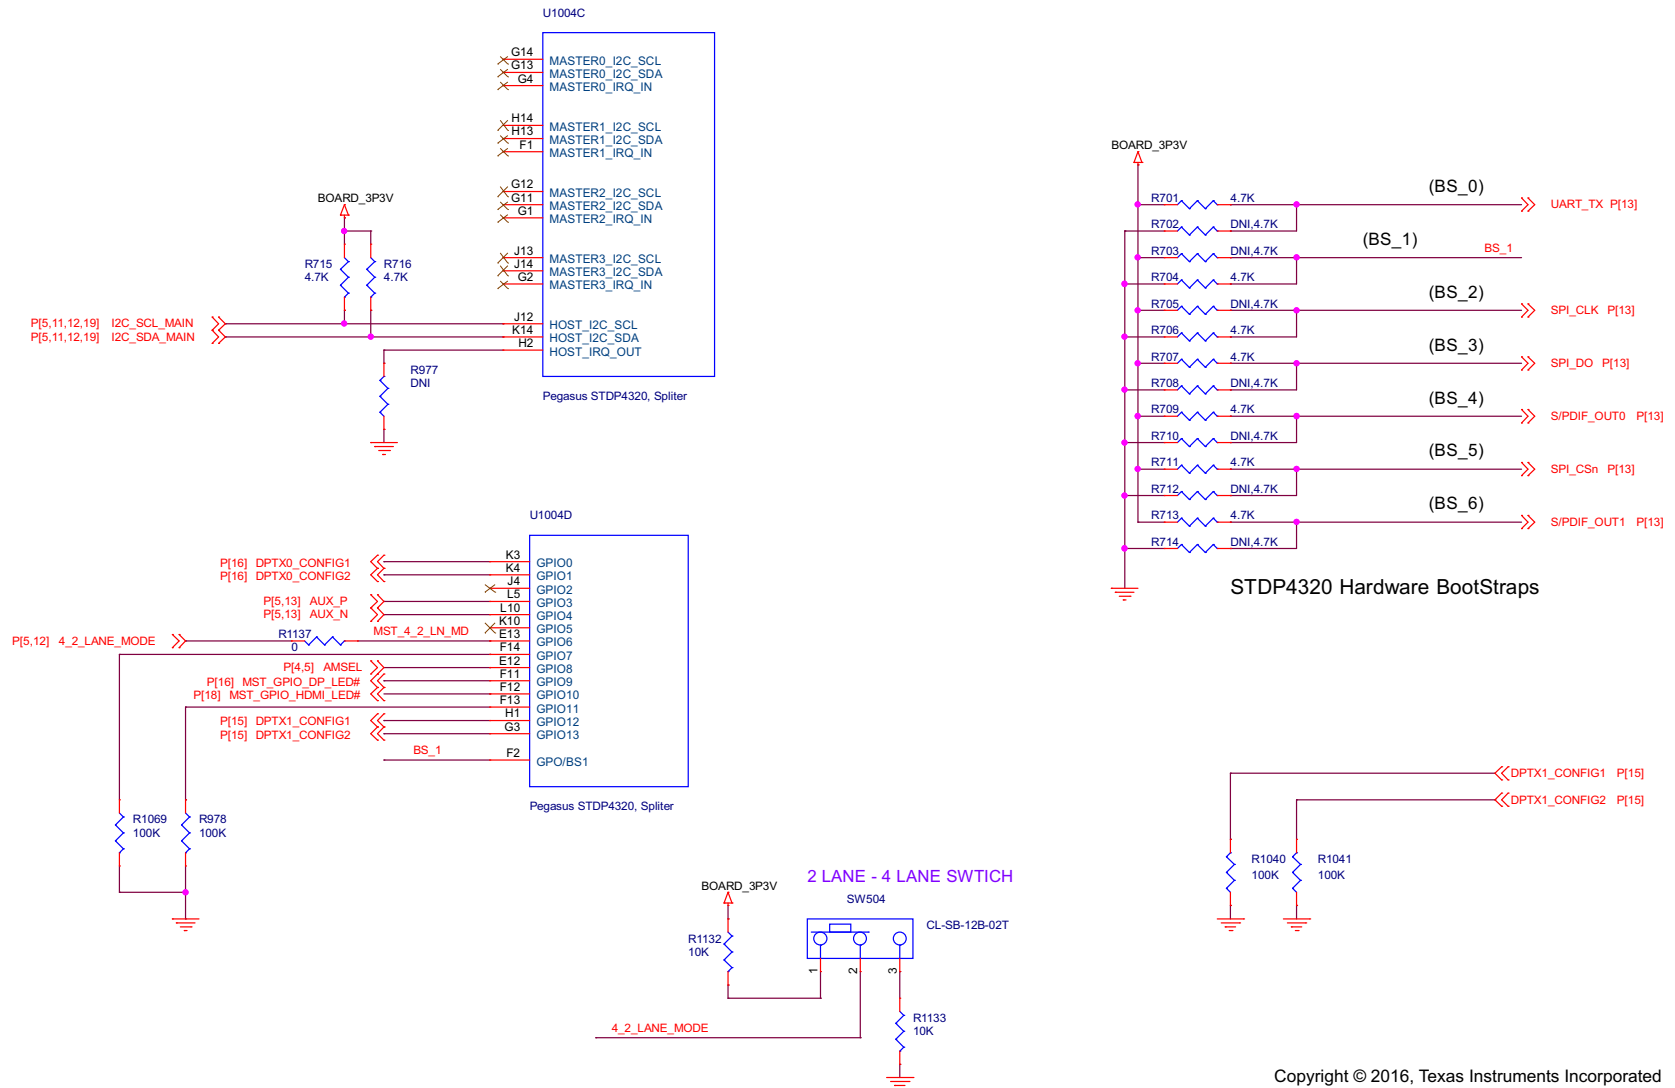 U1004C
G14 MASTER0_I2C_SCL
G13 MASTER0_I2C_SDA
G4 MASTER0_IRQ_IN
H14 MASTER1_I2C_SCL
H13 MASTER1_I2C_SDA
F1 MASTER1_IRQ_IN
G12 MASTER2_I2C_SCL
G11 MASTER2_I2C_SDA
G1 MASTER2_IRQ_IN
J13 MASTER3_I2C_SCL
J14 MASTER3_I2C_SDA
G2 MASTER3_IRQ_IN
BOARD_3P3V
R715
4.7K
R716
4.7K
P[5,11,12,19] I2C_SCL_MAIN J12 HOST_I2C_SCL
P[5,11,12,19] I2C_SDA_MAIN K14 HOST_I2C_SDA
H2 HOST_IRQ_OUT
R977
DNI
Pegasus STDP4320, Spliter
BOARD_3P3V
R701 4.7K (BS_0) UART_TX P[13]
R702 DNI,4.7K
R703 DNI,4.7K (BS_1) BS_1
R704 4.7K
R705 DNI,4.7K (BS_2) SPI_CLK P[13]
R706 4.7K
R707 4.7K (BS_3) SPI_DO P[13]
R708 DNI,4.7K
R709 4.7K (BS_4) S/PDIF_OUT0 P[13]
R710 DNI,4.7K
R711 4.7K (BS_5) SPI_CSn P[13]
R712 DNI,4.7K
R713 4.7K (BS_6) S/PDIF_OUT1 P[13]
R714 DNI,4.7K
STDP4320 Hardware BootStraps
U1004D
P[16] DPTX0_CONFIG1 K3 GPIO0
P[16] DPTX0_CONFIG2 K4 GPIO1
J4 GPIO2
P[5,13] AUX_P L5 GPIO3
P[5,13] AUX_N L10 GPIO4
K10 GPIO5
P[5,12] 4_2_LANE_MODE R1137 0 MST_4_2_LN_MD E13 GPIO6
F14 GPIO7
P[4,5] AMSEL E12 GPIO8
P[16] MST_GPIO_DP_LED# F11 GPIO9
P[18] MST_GPIO_HDMI_LED# F12 GPIO10
F13 GPIO11
P[15] DPTX1_CONFIG1 H1 GPIO12
P[15] DPTX1_CONFIG2 G3 GPIO13
BS_1 F2 GPO/BS1
Pegasus STDP4320, Spliter
R1069
100K
R978
100K
DPTX1_CONFIG1 P[15]
DPTX1_CONFIG2 P[15]
R1040
100K
R1041
100K
2 LANE - 4 LANE SWTICH
BOARD_3P3V
SW504
CL-SB-12B-02T
R1132
10K
1 2 3
4_2_LANE_MODE
R1133
10K
Copyright © 2016, Texas Instruments Incorporated